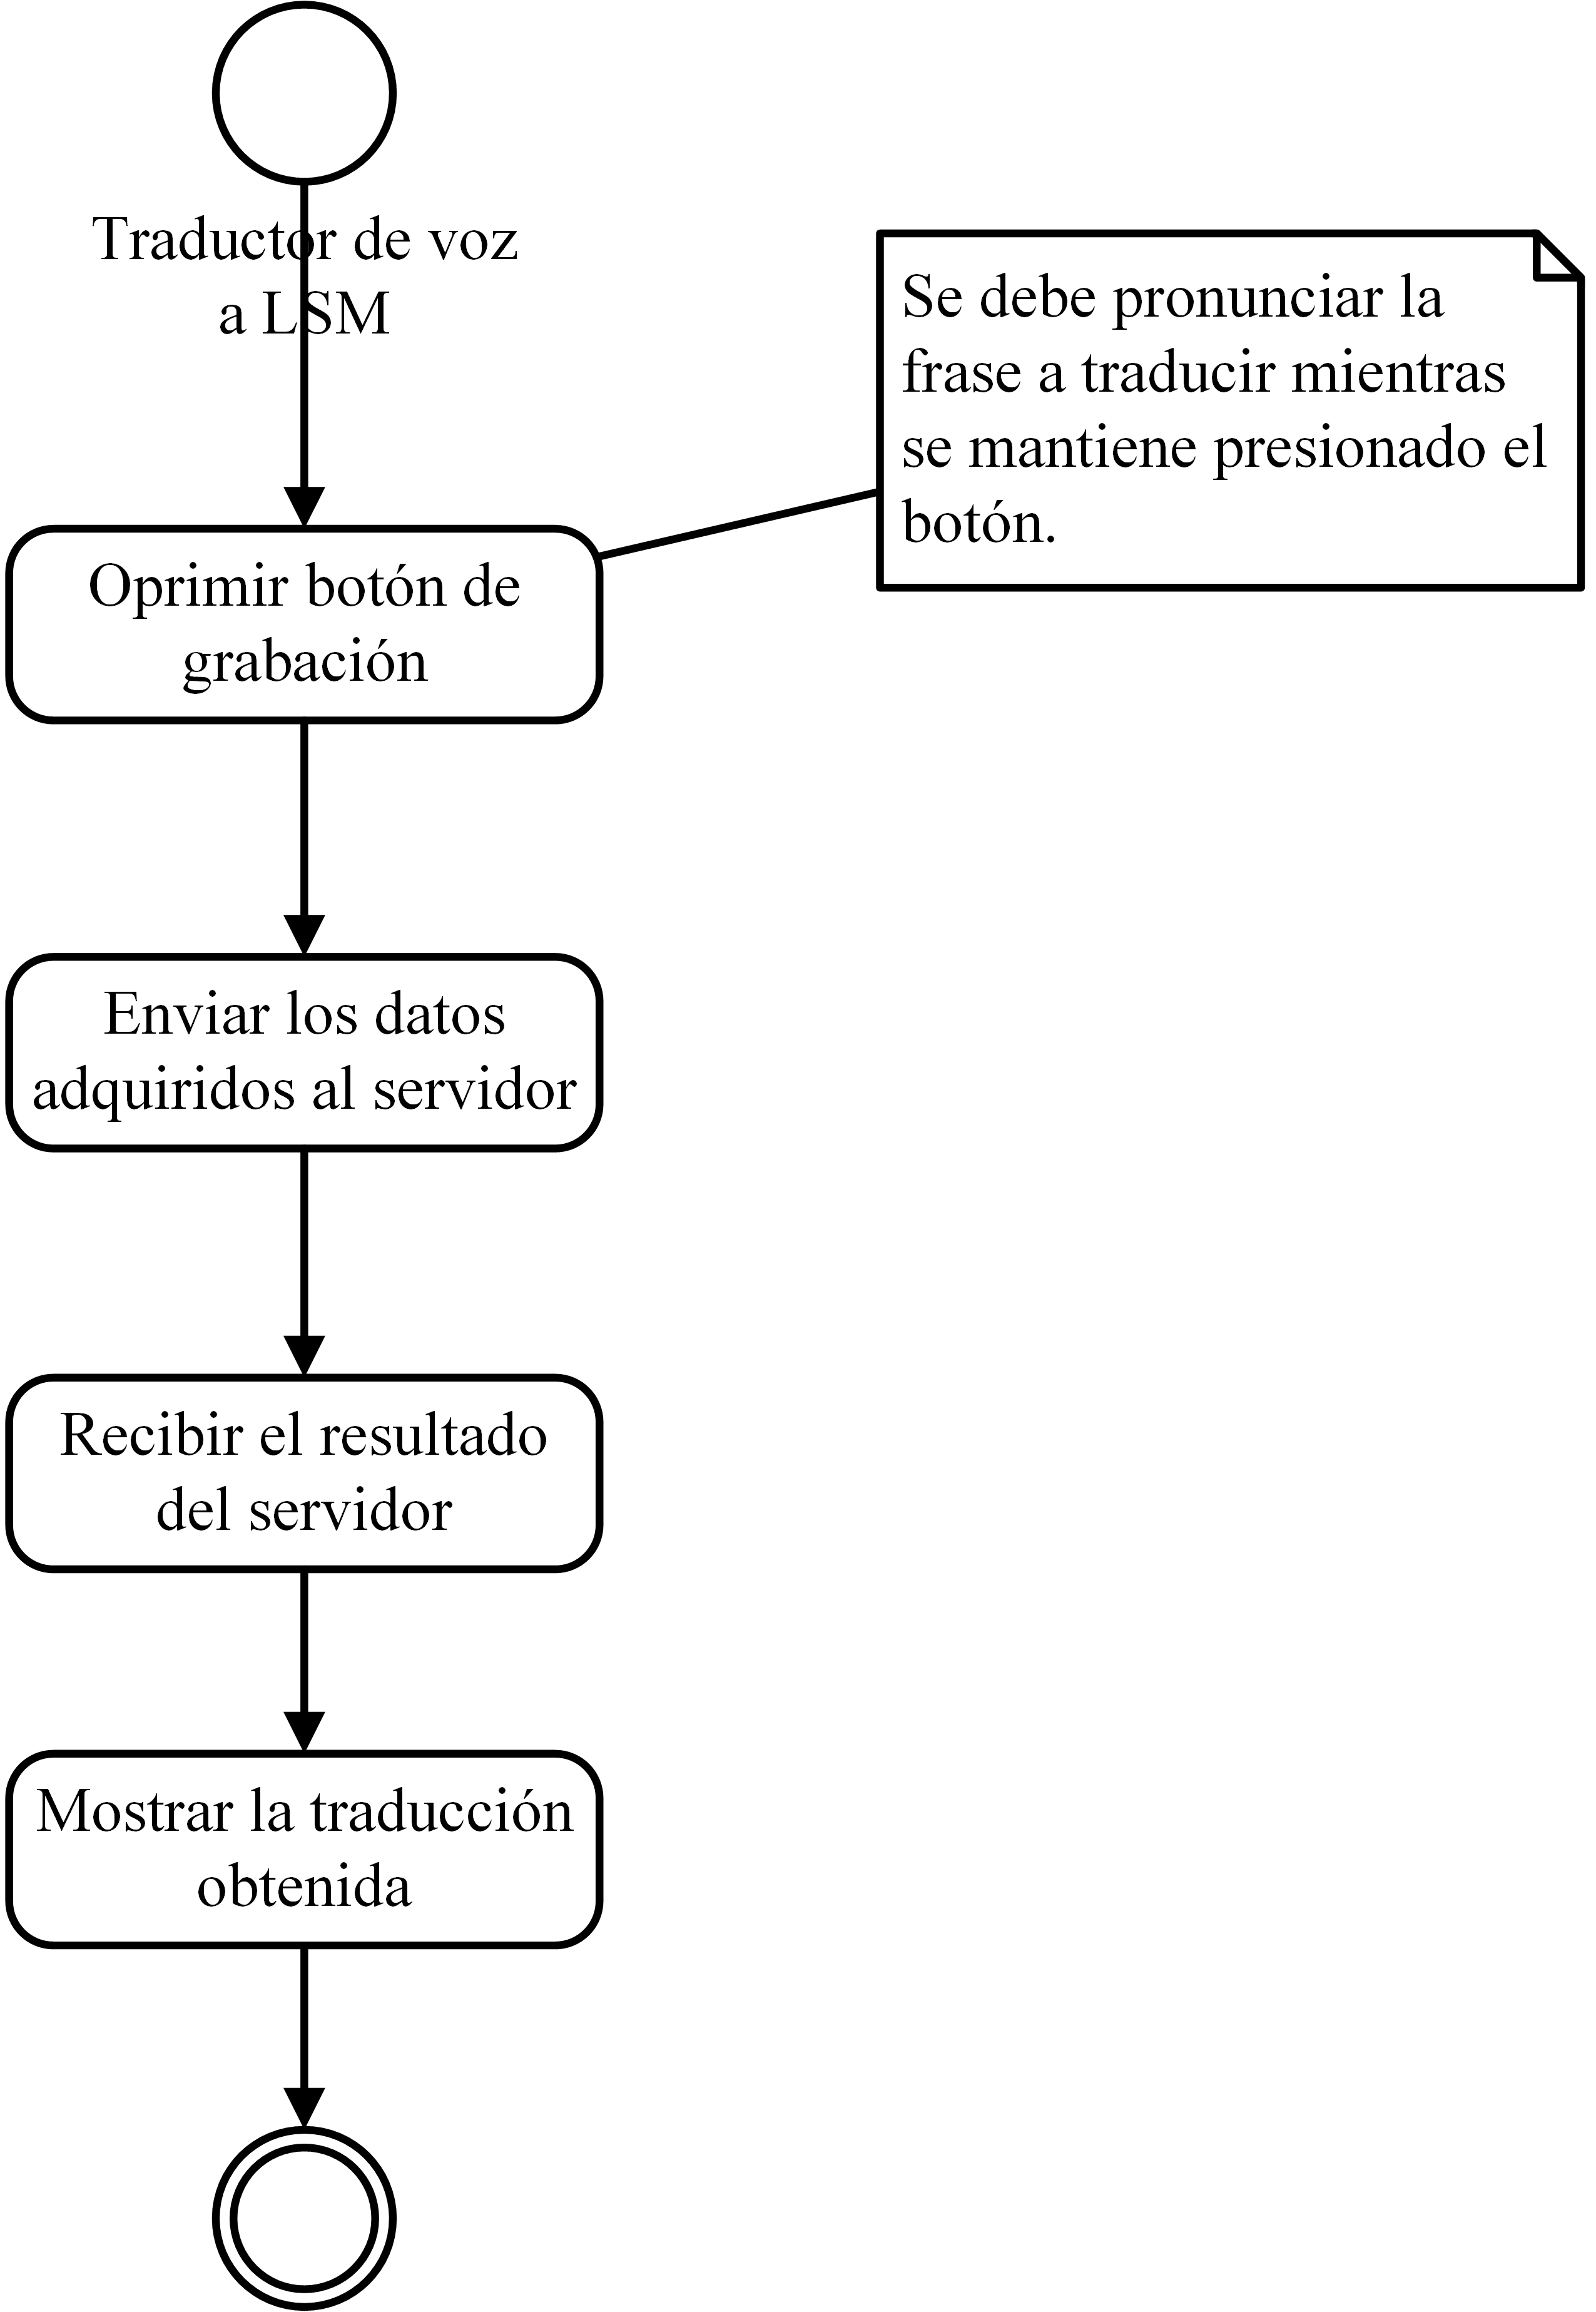 Traductor de voz
a LSM
Se debe pronunciar la
frase a traducir mientras
se mantiene presionado el
botón.
Oprimir botón de
grabación
Enviar los datos
adquiridos al servidor
Recibir el resultado
del servidor
Mostrar la traducción
obtenida